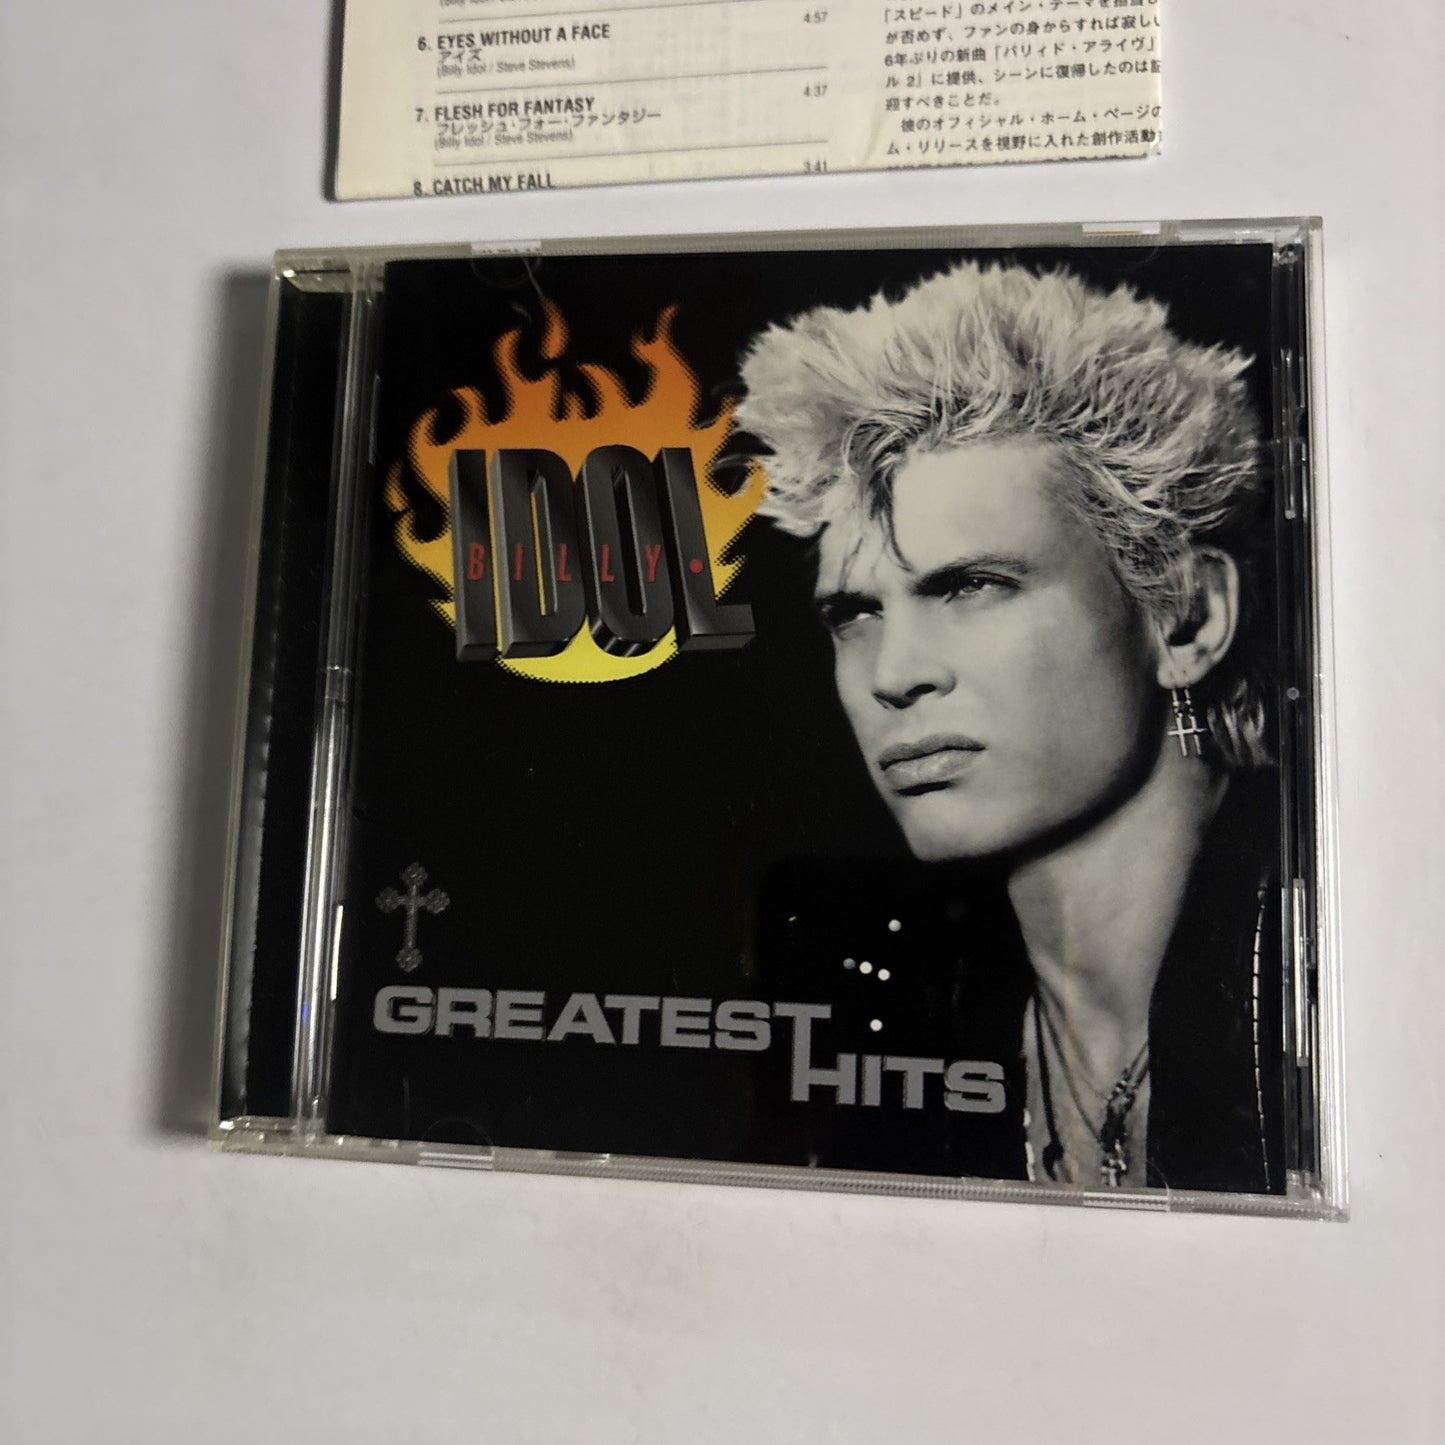 4:57
6. EYES WITHOUT A FACE
アイズ
(Billy Idol / Steve Stevens)
4:37
7. FLESH FOR FANTASY
フレッシュ・フォー・ファンタジー
(Billy Idol / Steve Stevens)
3:41
8. CATCH MY FALL
「スピード」のメイン・テーマを担当し
が否めず、ファンの身からすれば寂しい
6年ぶりの新曲「バリィド・アライヴ」
ル 2」に提供、シーンに復帰したのは
迎すべきことだ。
彼のオフィシャル・ホーム・ページの
ム・リリースを視野に入れた創作活動
IDOL
BILLY
GREATEST
HITS